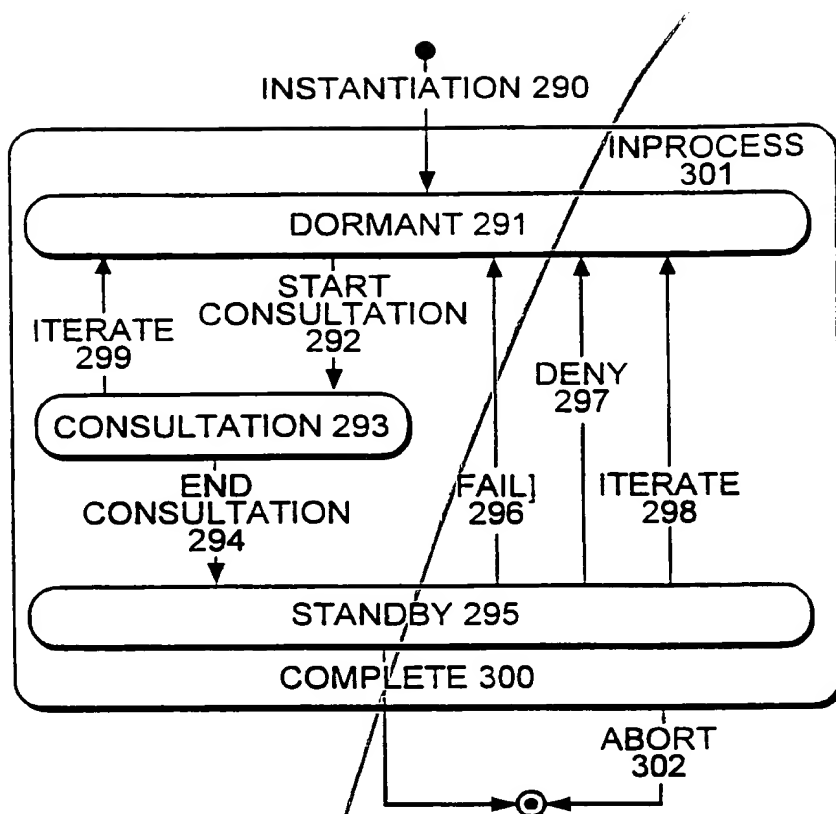 INSTANTIATION 290
INPROCESS
301
DORMANT 291
START
CONSULTATION
292
ITERATE
299
DENY
297
CONSULTATION 293
END
CONSULTATION
294
FAIL]
296
ITERATE
298
STANDBY 295
COMPLETE 300
ABORT
302